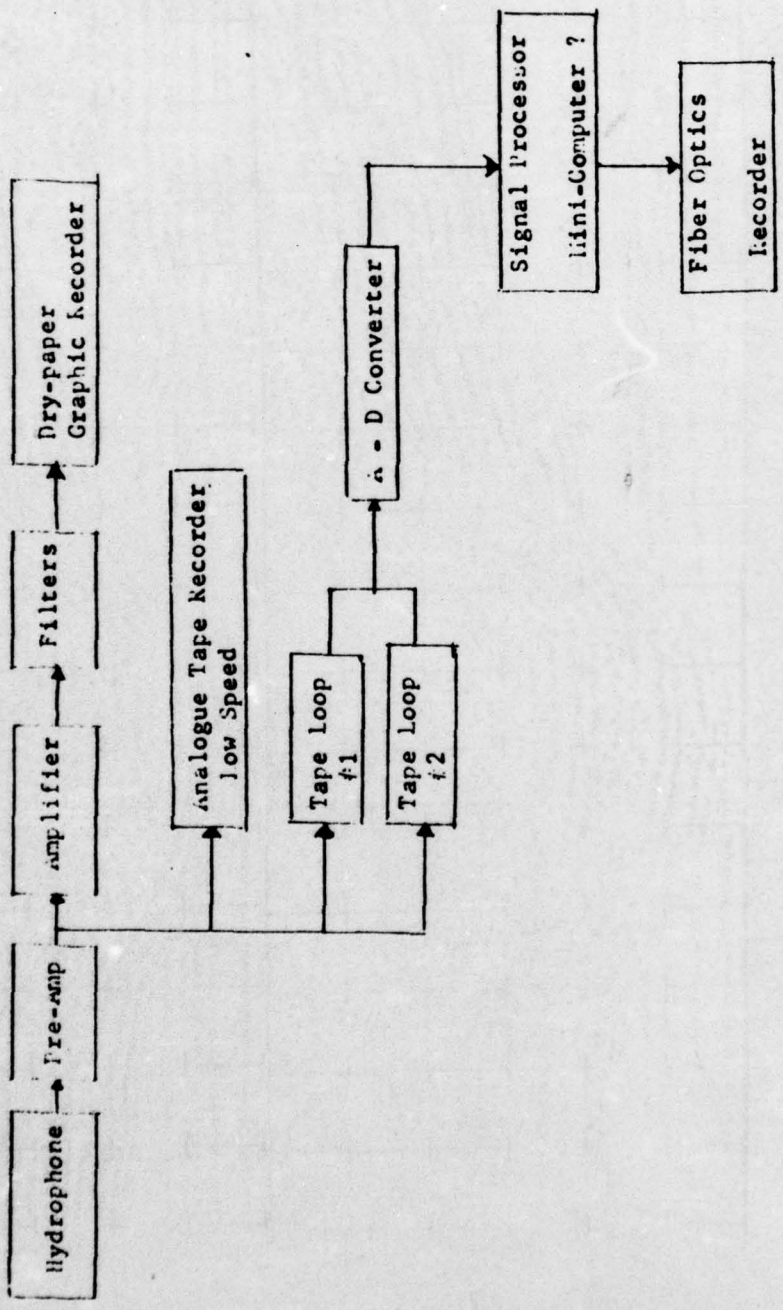 Hydrophone
Pre-Amp
Amplifier
Filters
Dry-paper
Graphic Recorder
Analogue Tape Recorder
low Speed
Tape Loop
#1
Tape Loop
#2
A - D Converter
Signal Processor
Mini-Computer ?
Fiber Optics
Recorder